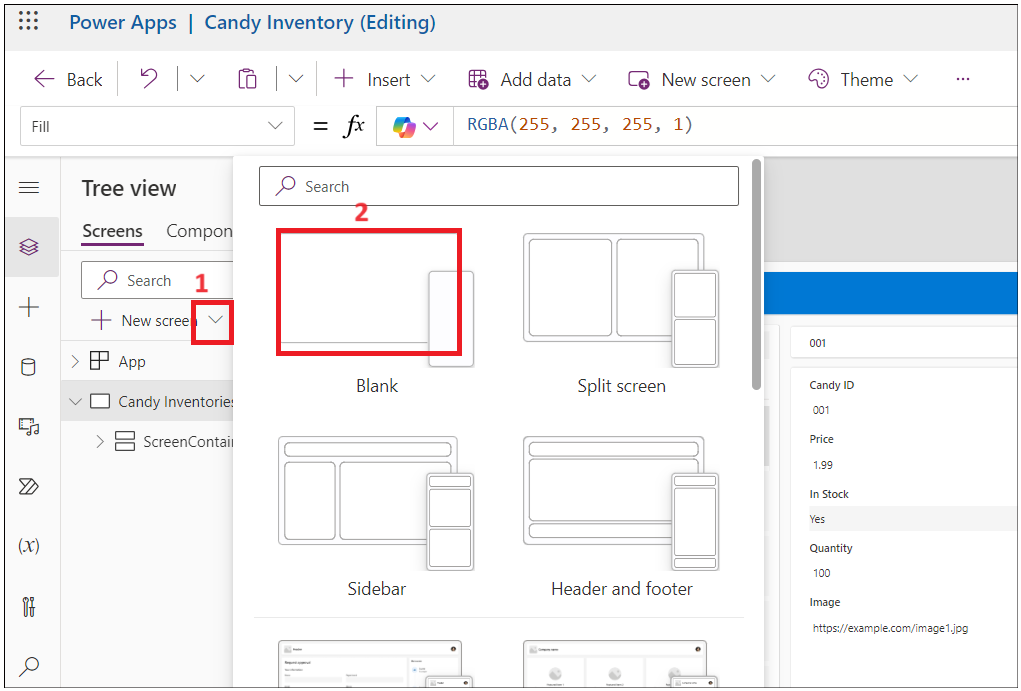 Power Apps | Candy Inventory (Editing)
Back Insert Add data New screen Theme ...
Fill = fx RGBA(255, 255, 255, 1)
Tree view
Screens Compon
Search
1
New screen
App
Candy Inventories
ScreenContai
(x)
Search
2
Blank
Split screen
Sidebar
Header and footer
001
Candy ID
001
Price
1.99
In Stock
Yes
Quantity
100
Image
https://example.com/image1.jpg